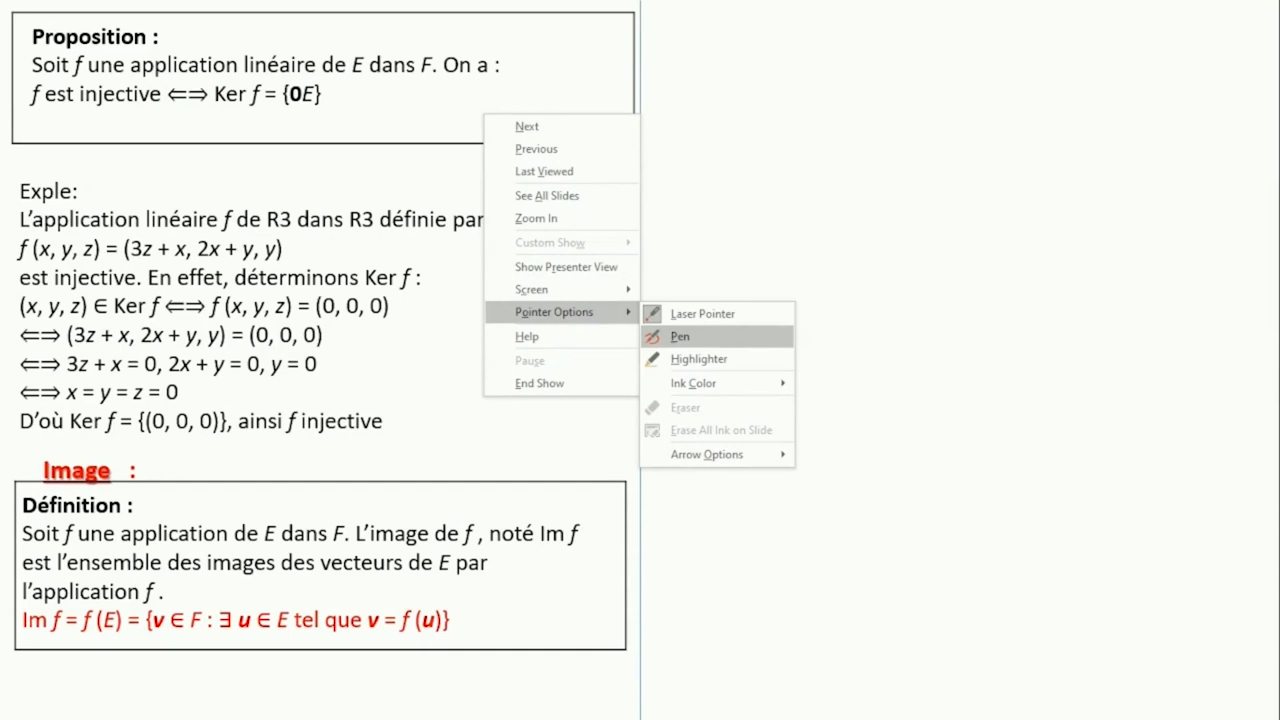 Proposition :
Soit f une application linéaire de E dans F. On a :
f est injective ⟺ Ker f = {0E}
Exple:
L’application linéaire f de R3 dans R3 définie par
f (x, y, z) = (3z + x, 2x + y, y)
est injective. En effet, déterminons Ker f :
(x, y, z) ∈ Ker f ⟺ f (x, y, z) = (0, 0, 0)
⟺ (3z + x, 2x + y, y) = (0, 0, 0)
⟺ 3z + x = 0, 2x + y = 0, y = 0
⟺ x = y = z = 0
D’où Ker f = {(0, 0, 0)}, ainsi f injective
Image :
Définition :
Soit f une application de E dans F. L’image de f , noté Im f
est l’ensemble des images des vecteurs de E par
l’application f .
Im f = f (E) = {v ∈ F : ∃ u ∈ E tel que v = f (u)}
Next
Previous
Last Viewed
See All Slides
Zoom In
Custom Show
Show Presenter View
Screen
Pointer Options
Help
Pause
End Show
Laser Pointer
Pen
Highlighter
Ink Color
Eraser
Erase All Ink on Slide
Arrow Options